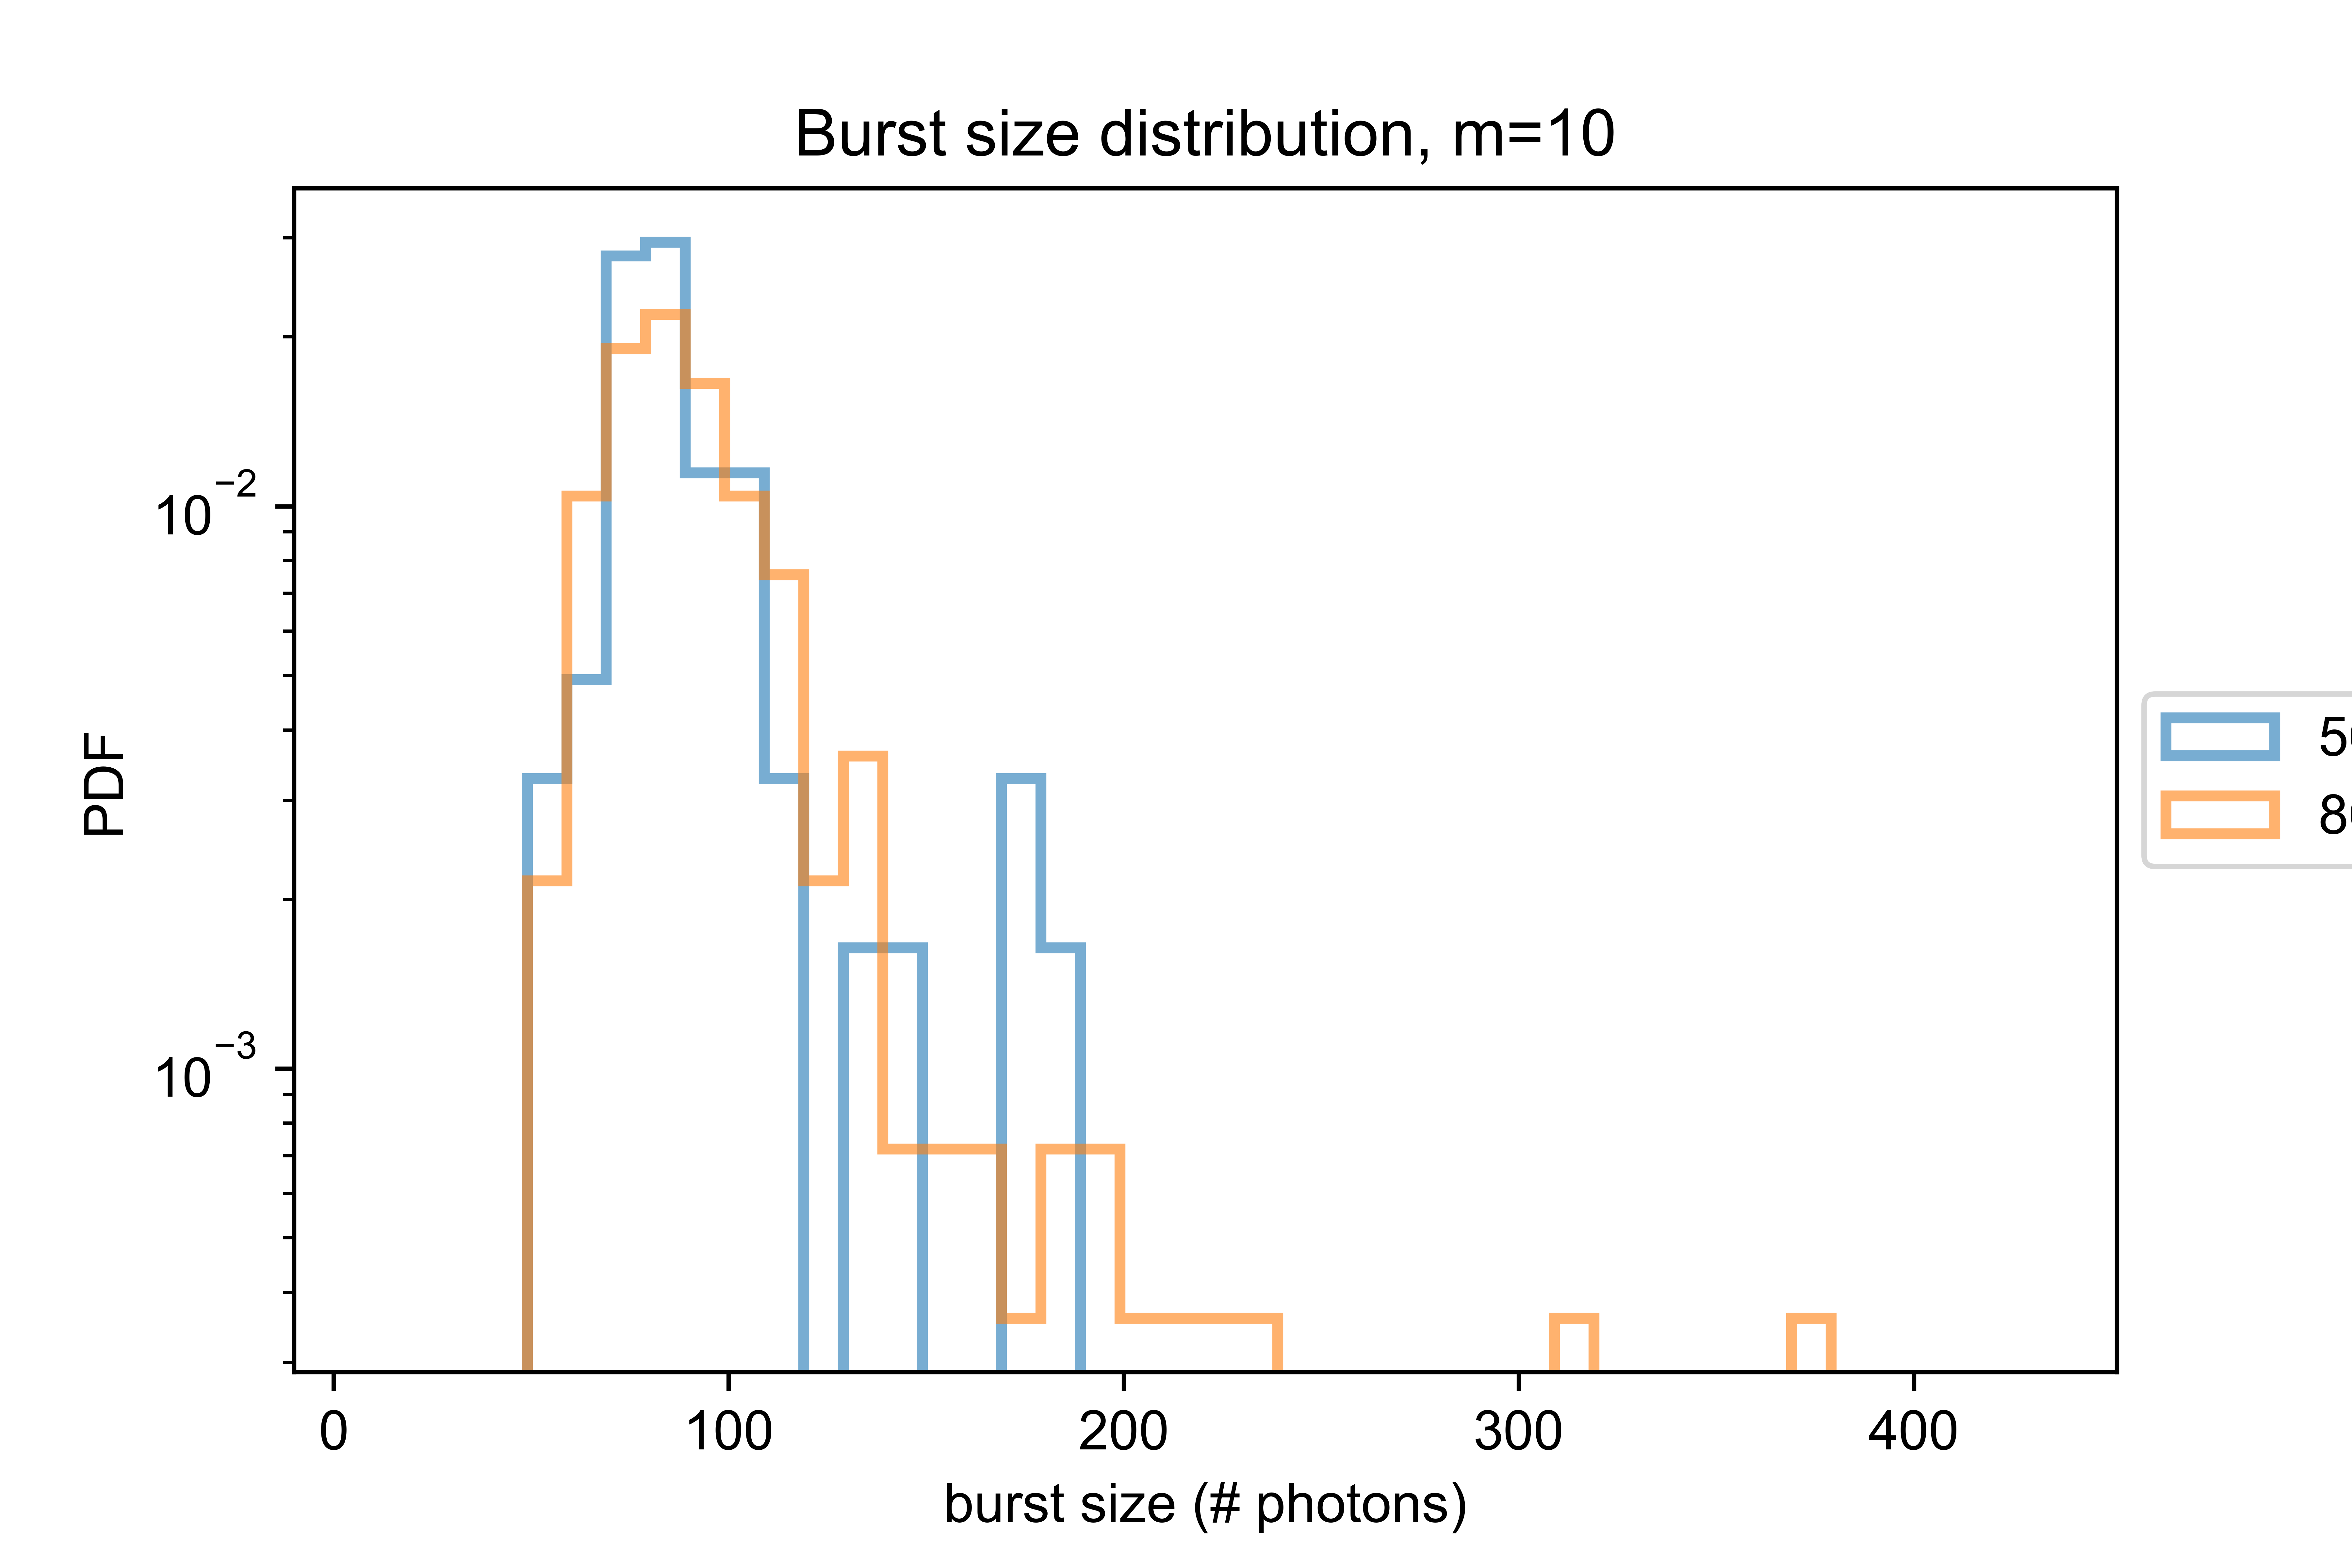 Burst size distribution, m=10
PDF
10⁻²
10⁻³
0 100 200 300 400
burst size (# photons)